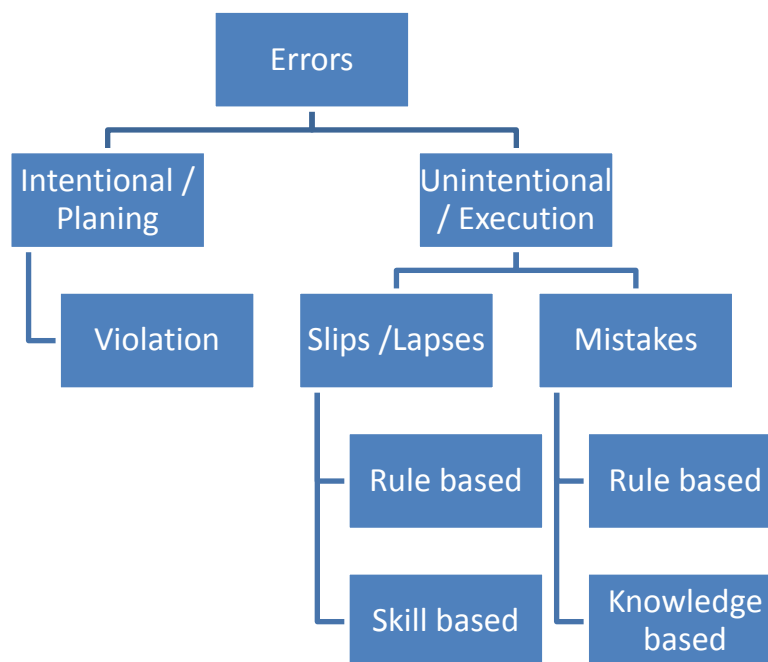 Errors
Intentional /
Planing
Unintentional
/ Execution
Violation
Slips /Lapses
Mistakes
Rule based
Rule based
Skill based
Knowledge
based